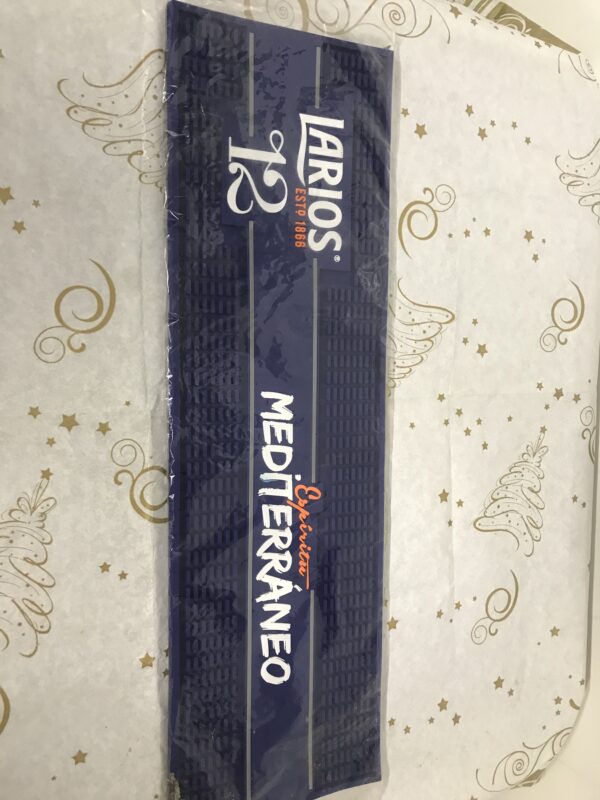 LARIOS®
ESTD 1866
12
Espíritu
MEDITERRÁNEO